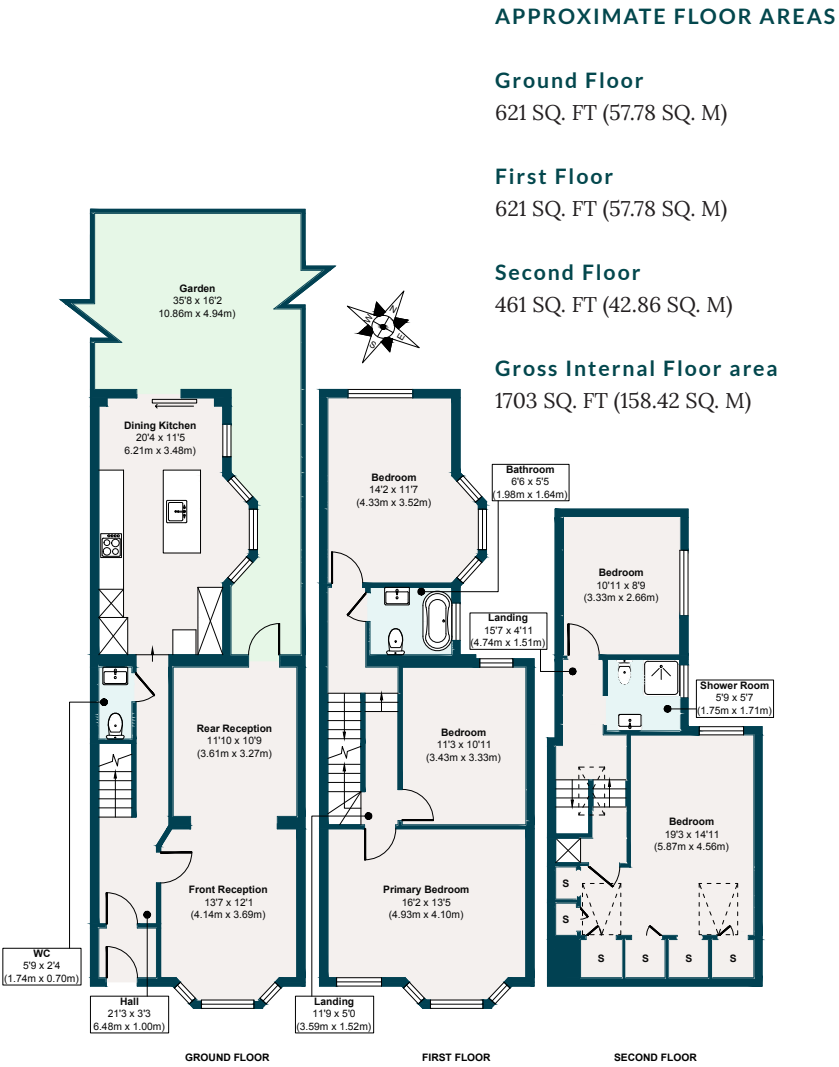 APPROXIMATE FLOOR AREAS
Ground Floor
621 SQ. FT (57.78 SQ. M)
First Floor
621 SQ. FT (57.78 SQ. M)
Second Floor
461 SQ. FT (42.86 SQ. M)
Gross Internal Floor area
1703 SQ. FT (158.42 SQ. M)
Garden
35'8 x 16'2
10.86m x 4.94m)
N
W
E
S
Dining Kitchen
20'4 x 11'5
6.21m x 3.48m)
Rear Reception
11'10 x 10'9
(3.61m x 3.27m)
Front Reception
13'7 x 12'1
(4.14m x 3.69m)
WC
5'9 x 2'4
(1.74m x 0.70m)
Hall
21'3 x 3'3
6.48m x 1.00m)
GROUND FLOOR
Bedroom
14'2 x 11'7
(4.33m x 3.52m)
Bathroom
6'6 x 5'5
(1.98m x 1.64m)
Bedroom
11'3 x 10'11
(3.43m x 3.33m)
Primary Bedroom
16'2 x 13'5
(4.93m x 4.10m)
Landing
11'9 x 5'0
(3.59m x 1.52m)
FIRST FLOOR
Bedroom
10'11 x 8'9
(3.33m x 2.66m)
Landing
15'7 x 4'11
(4.74m x 1.51m)
Shower Room
5'9 x 5'7
(1.75m x 1.71m)
Bedroom
19'3 x 14'11
(5.87m x 4.56m)
S
S
S
S
S
S
SECOND FLOOR